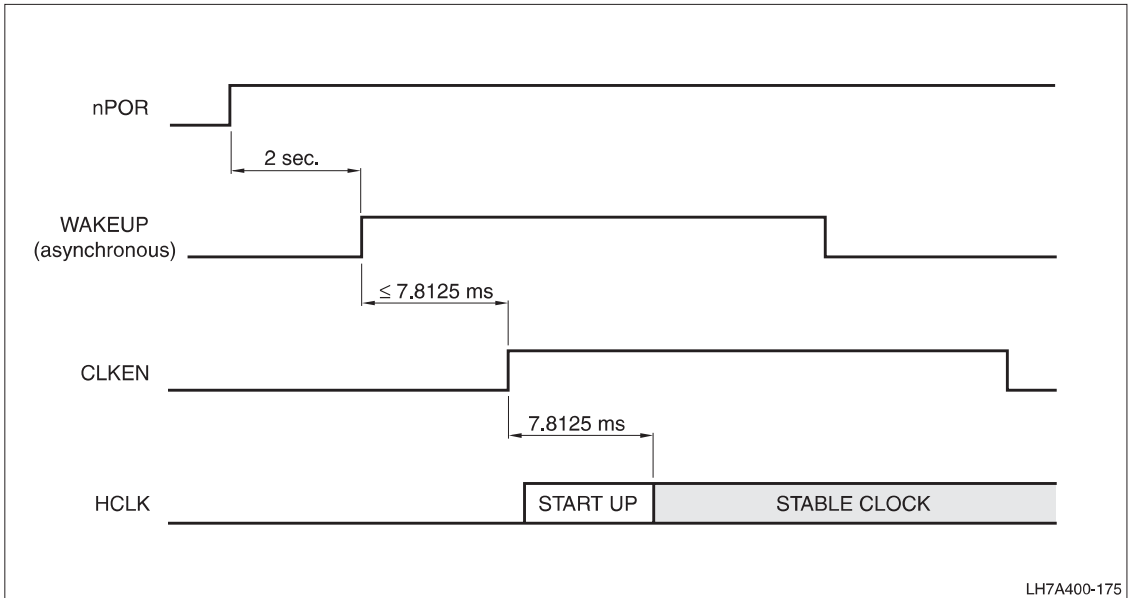 nPOR
2 sec.
WAKEUP
(asynchronous)
≤ 7.8125 ms
CLKEN
7.8125 ms
HCLK
START UP
STABLE CLOCK
LH7A400-175